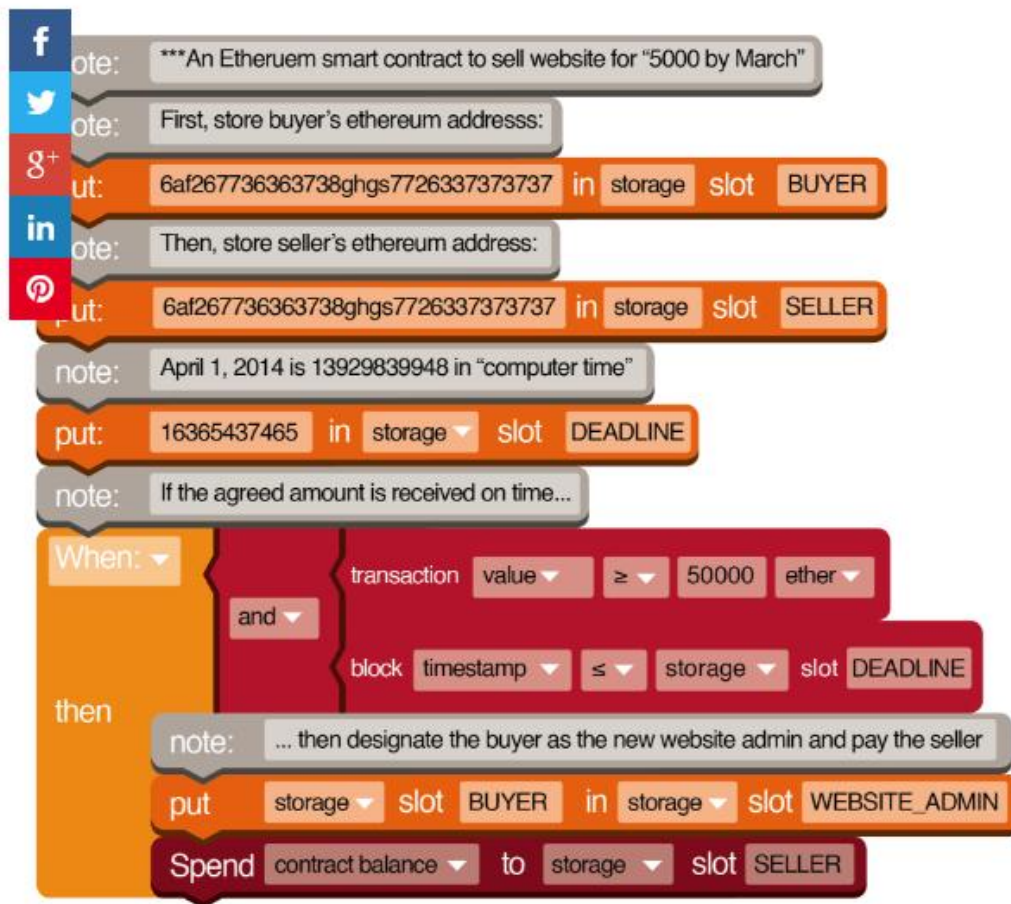 f
ote: ***An Etheruem smart contract to sell website for “5000 by March”
ote: First, store buyer’s ethereum addresss:
g+
ut: 6af267736363738ghgs7726337373737 in storage slot BUYER
in
ote: Then, store seller’s ethereum address:
put: 6af267736363738ghgs7726337373737 in storage slot SELLER
note: April 1, 2014 is 13929839948 in “computer time”
put: 16365437465 in storage slot DEADLINE
note: If the agreed amount is received on time...
When:
transaction value ≥ 50000 ether
and
block timestamp ≤ storage slot DEADLINE
then
note: ... then designate the buyer as the new website admin and pay the seller
put storage slot BUYER in storage slot WEBSITE_ADMIN
Spend contract balance to storage slot SELLER